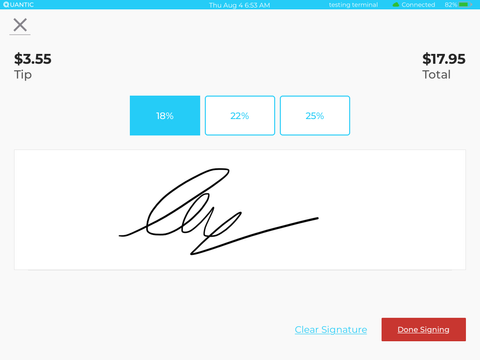 QUANTIC Thu Aug 4 6:53 AM testing terminal Connected 82%
$3.55 $17.95
Tip Total
18% 22% 25%
Clear Signature Done Signing